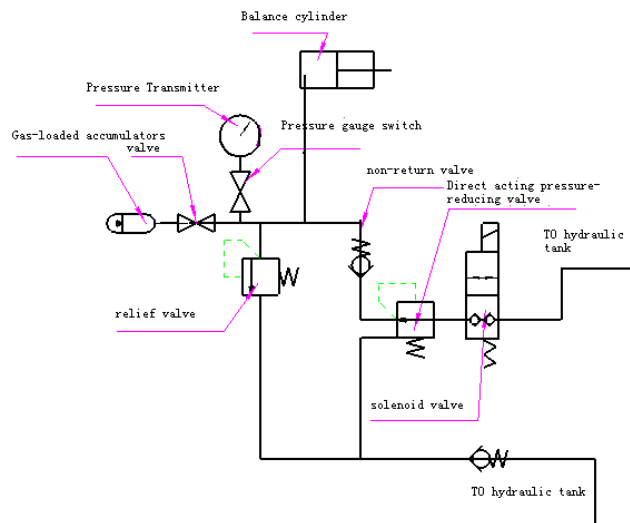 Balance cylinder
Pressure Transmitter
Pressure gauge switch
Gas-loaded accumulators
valve
non-return valve
Direct acting pressure-
reducing valve
TO hydraulic
tank
relief valve
solenoid valve
TO hydraulic tank